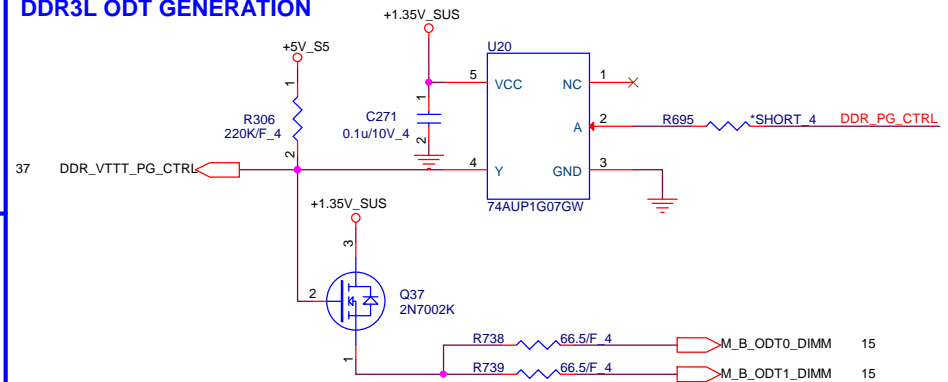 DDR3L ODT GENERATION
+1.35V_SUS
+5V_S5
U20
1
5 VCC NC 1
1
R306
220K/F_4
C271
0.1u/10V_4
A 2 R695 *SHORT_4 DDR_PG_CTRL
2
2
37 DDR_VTTT_PG_CTRL
4 Y GND 3
74AUP1G07GW
+1.35V_SUS
3
2
Q37
2N7002K
1
R738 66.5/F_4 M_B_ODT0_DIMM 15
R739 66.5/F_4 M_B_ODT1_DIMM 15